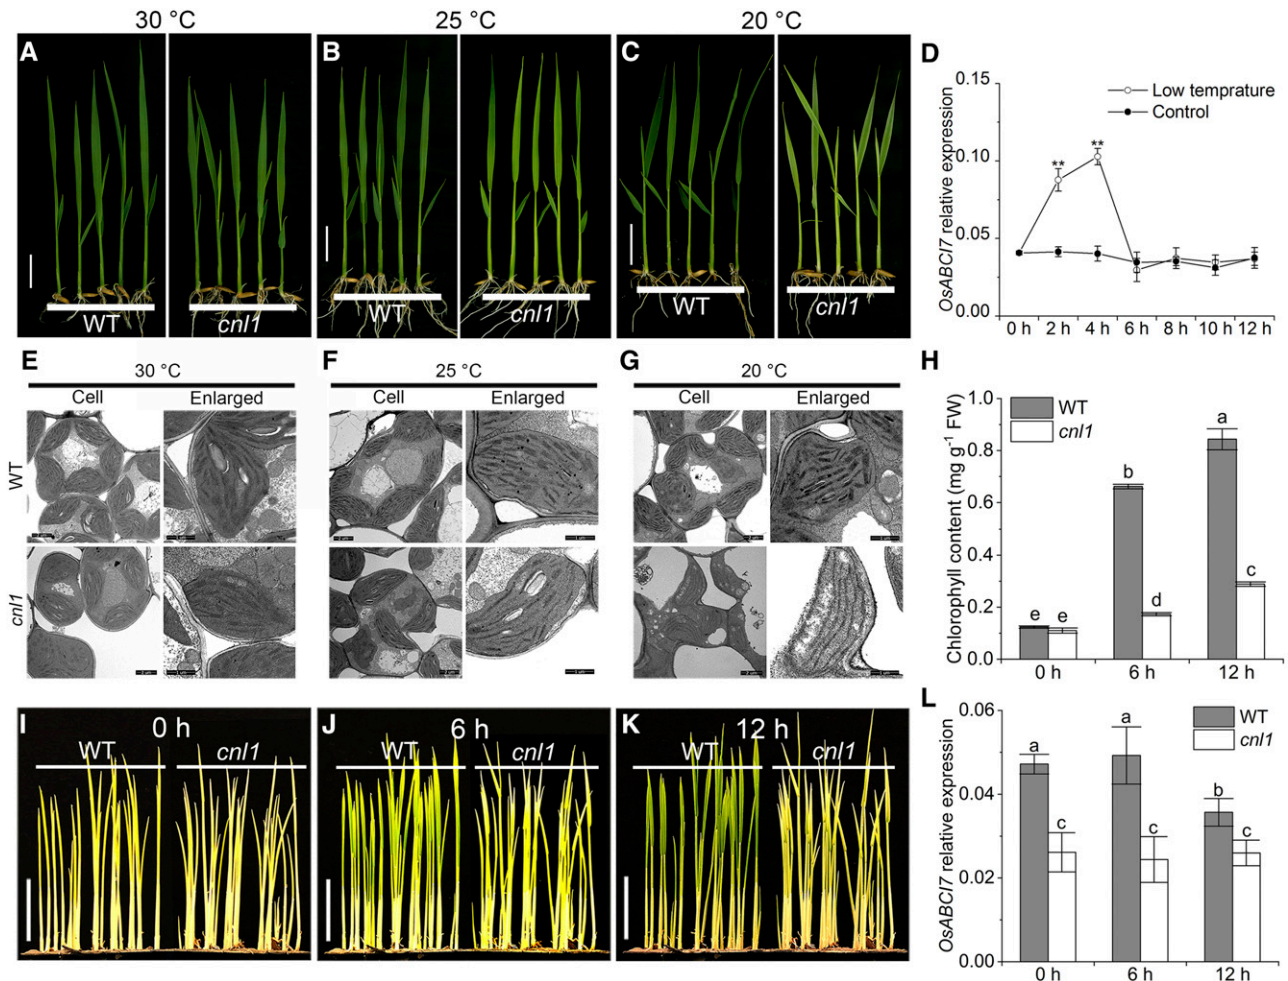 30 °C
25 °C
20 °C
A
WT
cnl1
B
WT
cnl1
C
WT
cnl1
D
OsABCI7 relative expression
0.15
0.10
0.05
0.00
Low temprature
Control
**
**
0 h 2 h 4 h 6 h 8 h 10 h 12 h
E
30 °C
Cell Enlarged
F
25 °C
Cell Enlarged
G
20 °C
Cell Enlarged
WT
cnl1
H
Chlorophyll content (mg g-1 FW)
1.0
0.8
0.6
0.4
0.2
0.0
WT
cnl1
e e b d a c
0 h 6 h 12 h
I
0 h
WT cnl1
J
6 h
WT cnl1
K
12 h
WT cnl1
L
OsABCI7 relative expression
0.06
0.04
0.02
0.00
WT
cnl1
a c a c b c
0 h 6 h 12 h